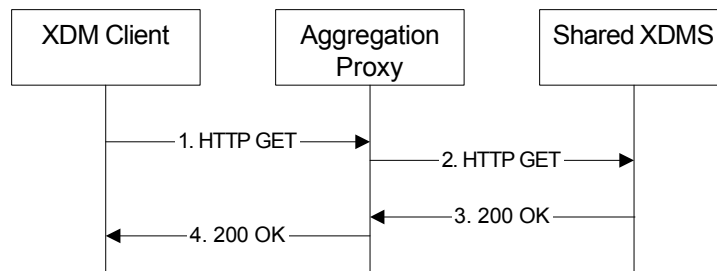 XDM Client
Aggregation
Proxy
Shared XDMS
1. HTTP GET
2. HTTP GET
3. 200 OK
4. 200 OK